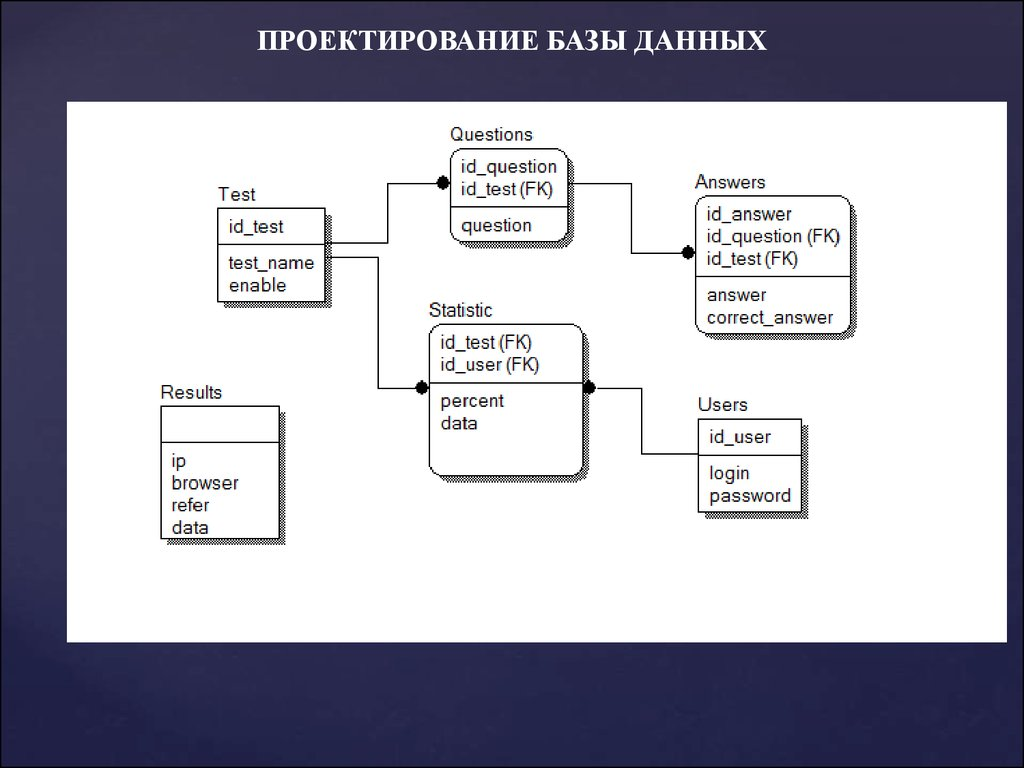 ПРОЕКТИРОВАНИЕ БАЗЫ ДАННЫХ
Test
id_test
test_name
enable
Questions
id_question
id_test (FK)
question
Answers
id_answer
id_question (FK)
id_test (FK)
answer
correct_answer
Statistic
id_test (FK)
id_user (FK)
percent
data
Results
ip
browser
refer
data
Users
id_user
login
password